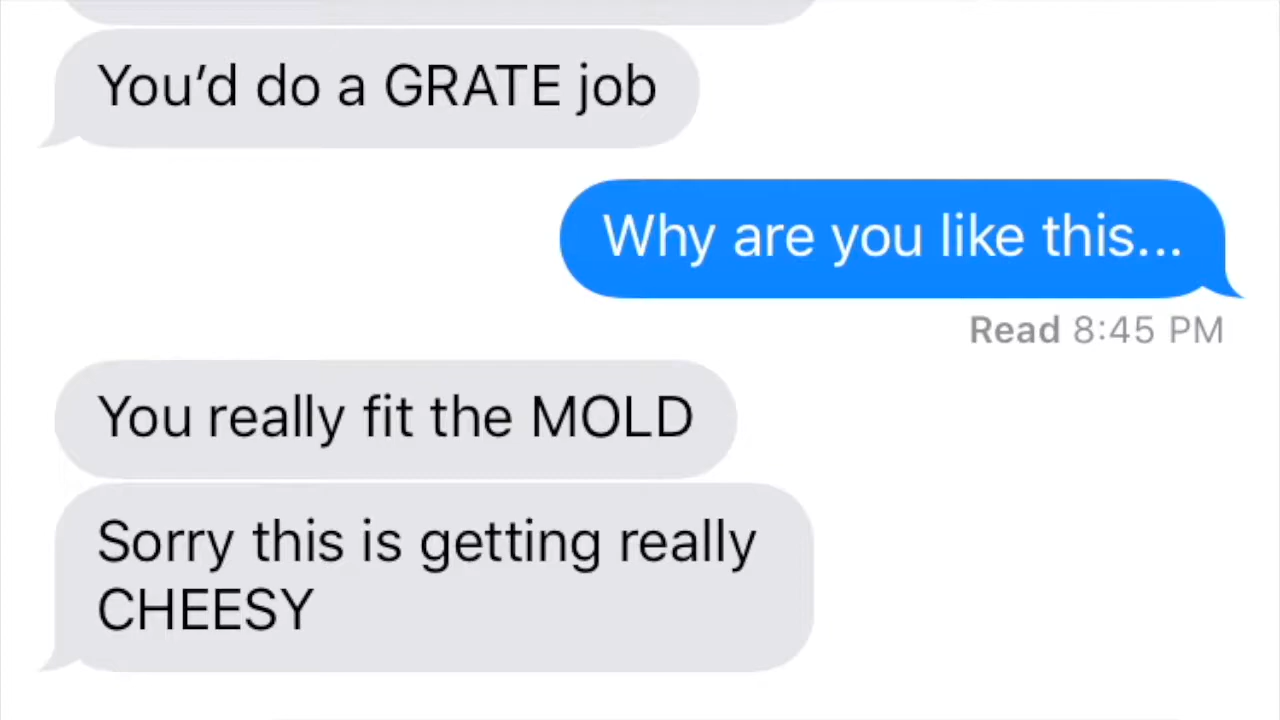 You’d do a GRATE job
Why are you like this...
Read 8:45 PM
You really fit the MOLD
Sorry this is getting really
CHEESY